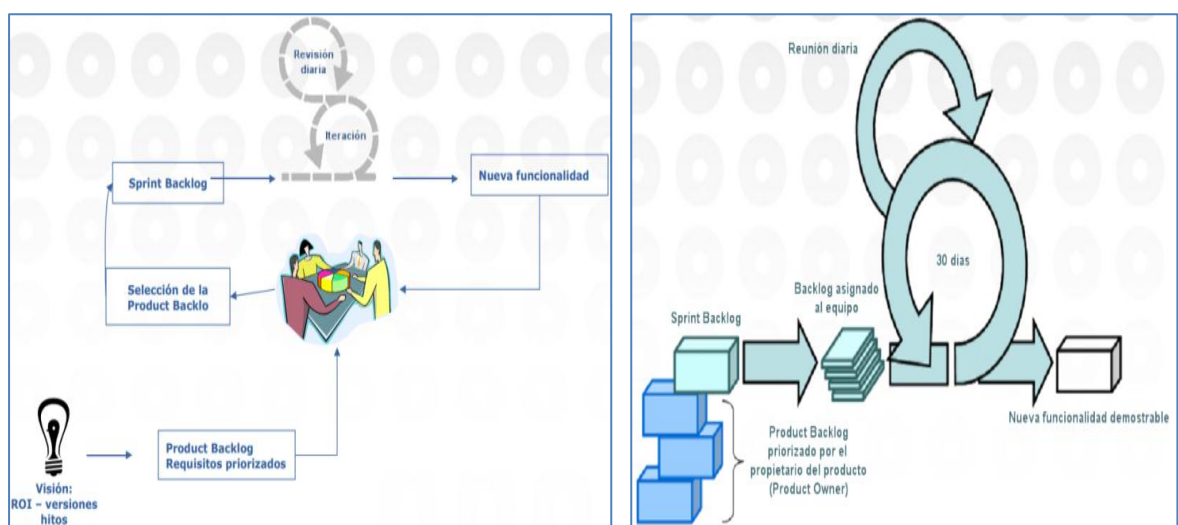 Revisión
diaria
Iteración
Sprint Backlog
Nueva funcionalidad
Selección de la
Product Backlo
Product Backlog
Requisitos priorizados
Visión:
ROI – versiones
hitos
Reunión diaria
30 dias
Backlog asignado
al equipo
Sprint Backlog
Nueva funcionalidad demostrable
Product Backlog
priorizado por el
propietario del producto
(Product Owner)